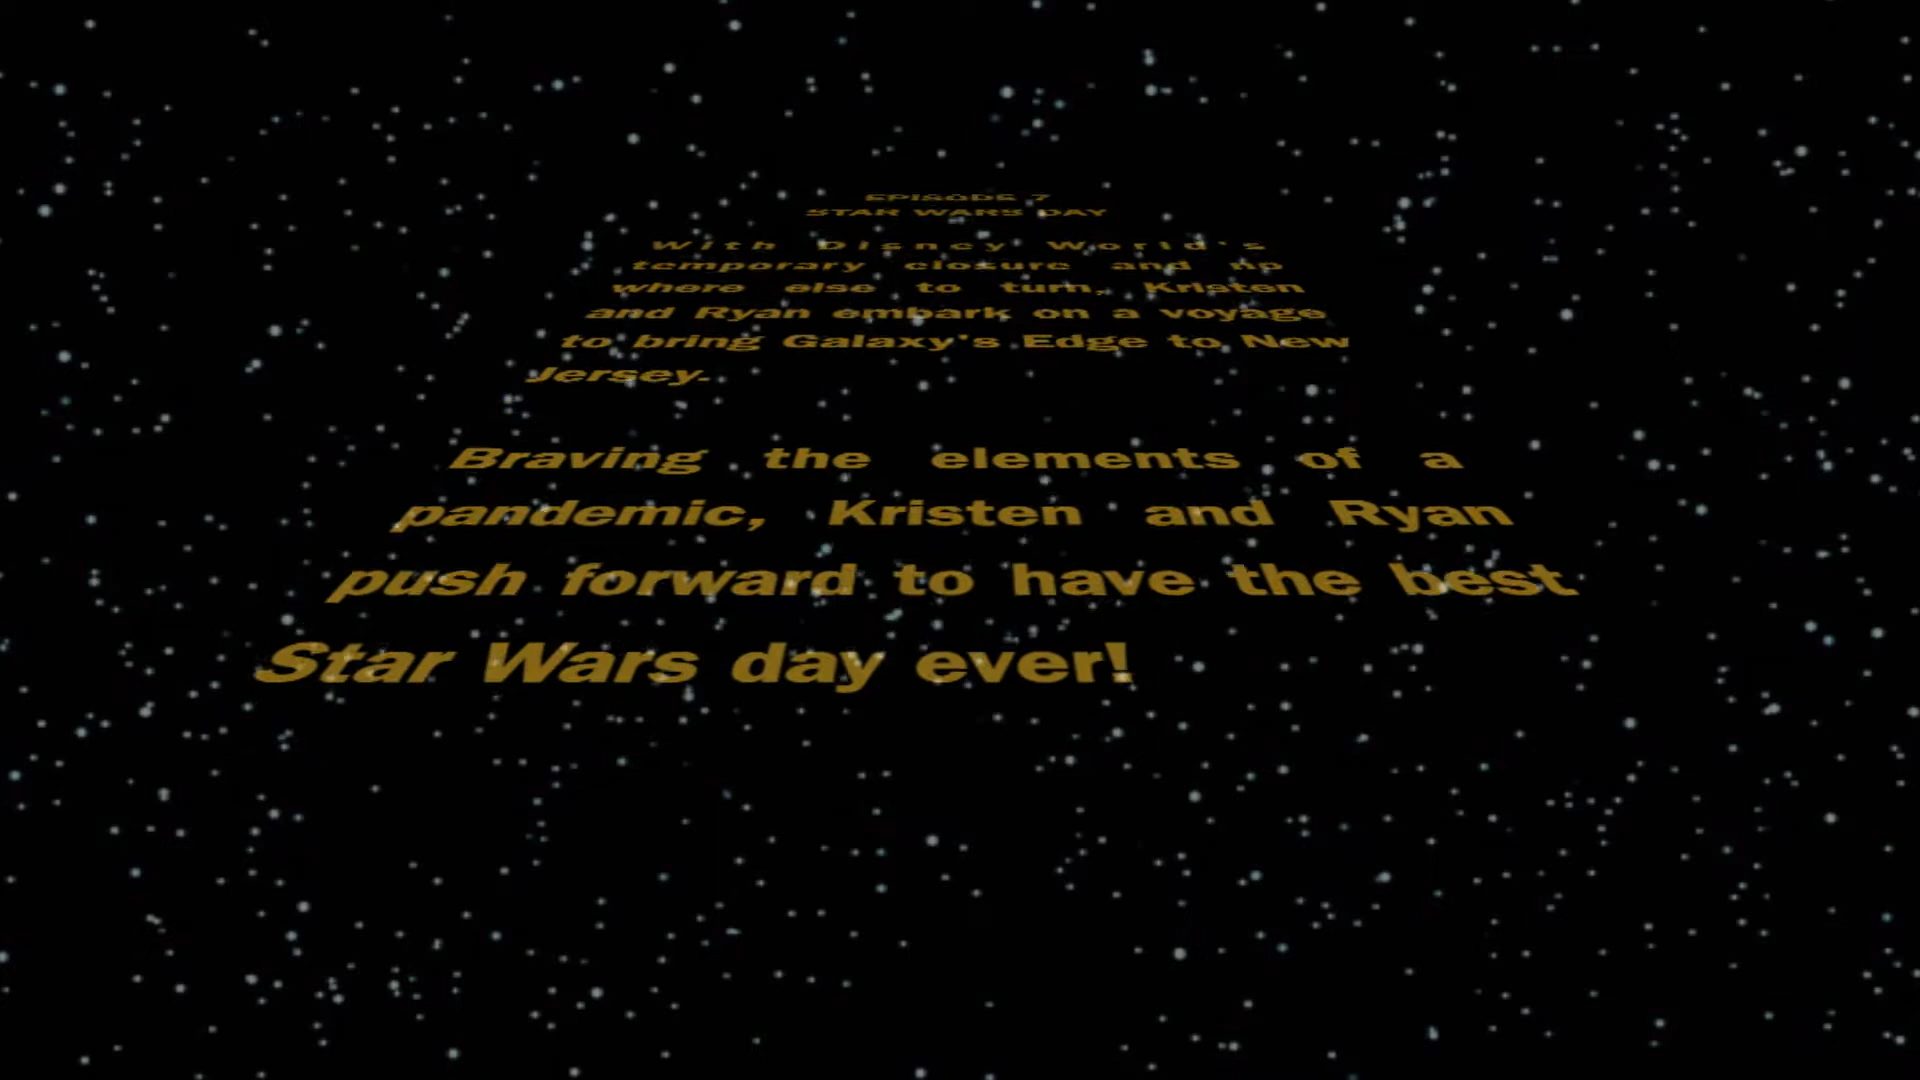 EPISODE 7
STAR WARS DAY
With Disney World's
temporary closure and no
where else to turn, Kristen
and Ryan embark on a voyage
to bring Galaxy's Edge to New
Jersey.
Braving the elements of a
pandemic, Kristen and Ryan
push forward to have the best
Star Wars day ever!